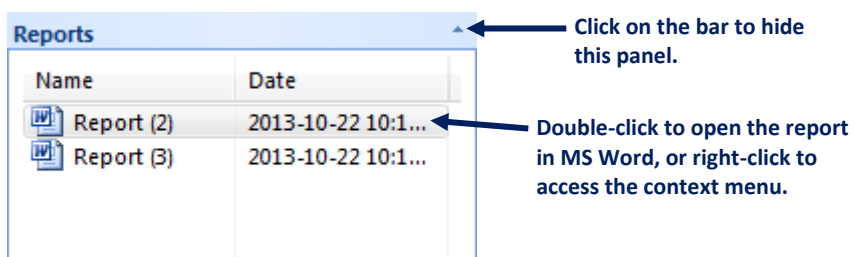 Reports
Click on the bar to hide
this panel.
Name Date
Report (2) 2013-10-22 10:1...
Report (3) 2013-10-22 10:1...
Double-click to open the report
in MS Word, or right-click to
access the context menu.